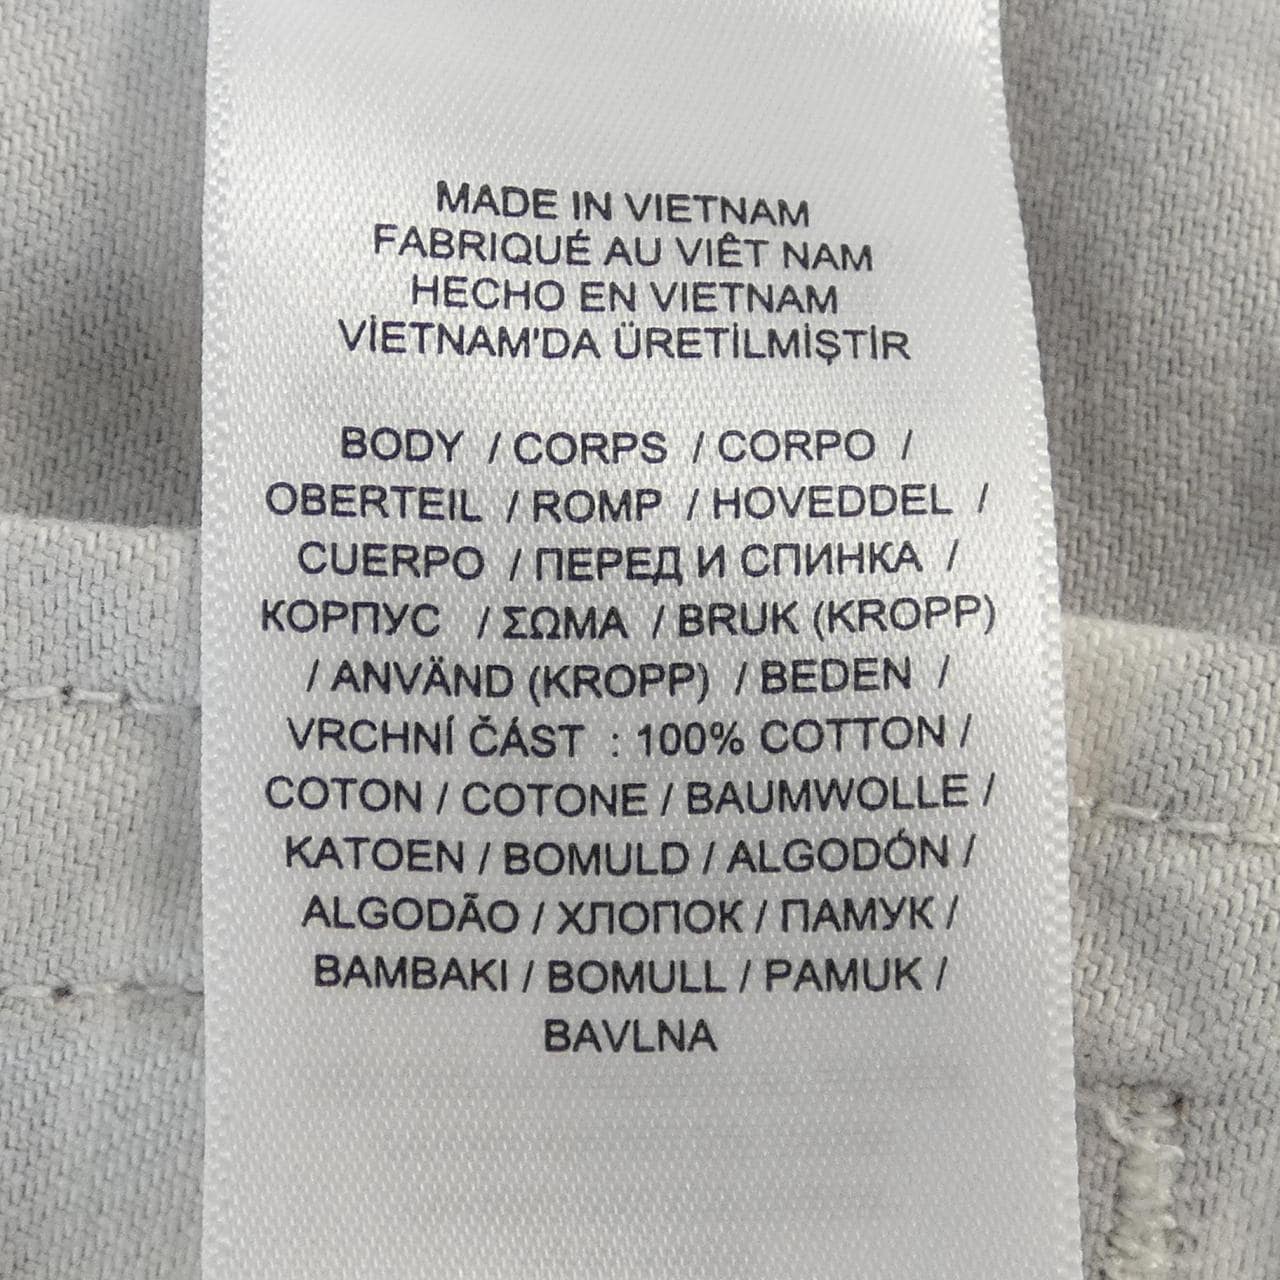 MADE IN VIETNAM
FABRIQUÉ AU VIÊT NAM
HECHO EN VIETNAM
VİETNAM'DA ÜRETİLMİŞTİR
BODY / CORPS / CORPO /
OBERTEIL / ROMP / HOVEDDEL /
CUERPO / ПЕРЕД И СПИНКА /
КОРПУС / ΣΩΜΑ / BRUK (KROPP)
/ ANVÄND (KROPP) / BEDEN /
VRCHNÍ ČÁST : 100% COTTON /
COTON / COTONE / BAUMWOLLE /
KATOEN / BOMULD / ALGODÓN /
ALGODÃO / ХЛОПОК / ПАМУК /
BAMBAKI / BOMULL / PAMUK /
BAVLNA